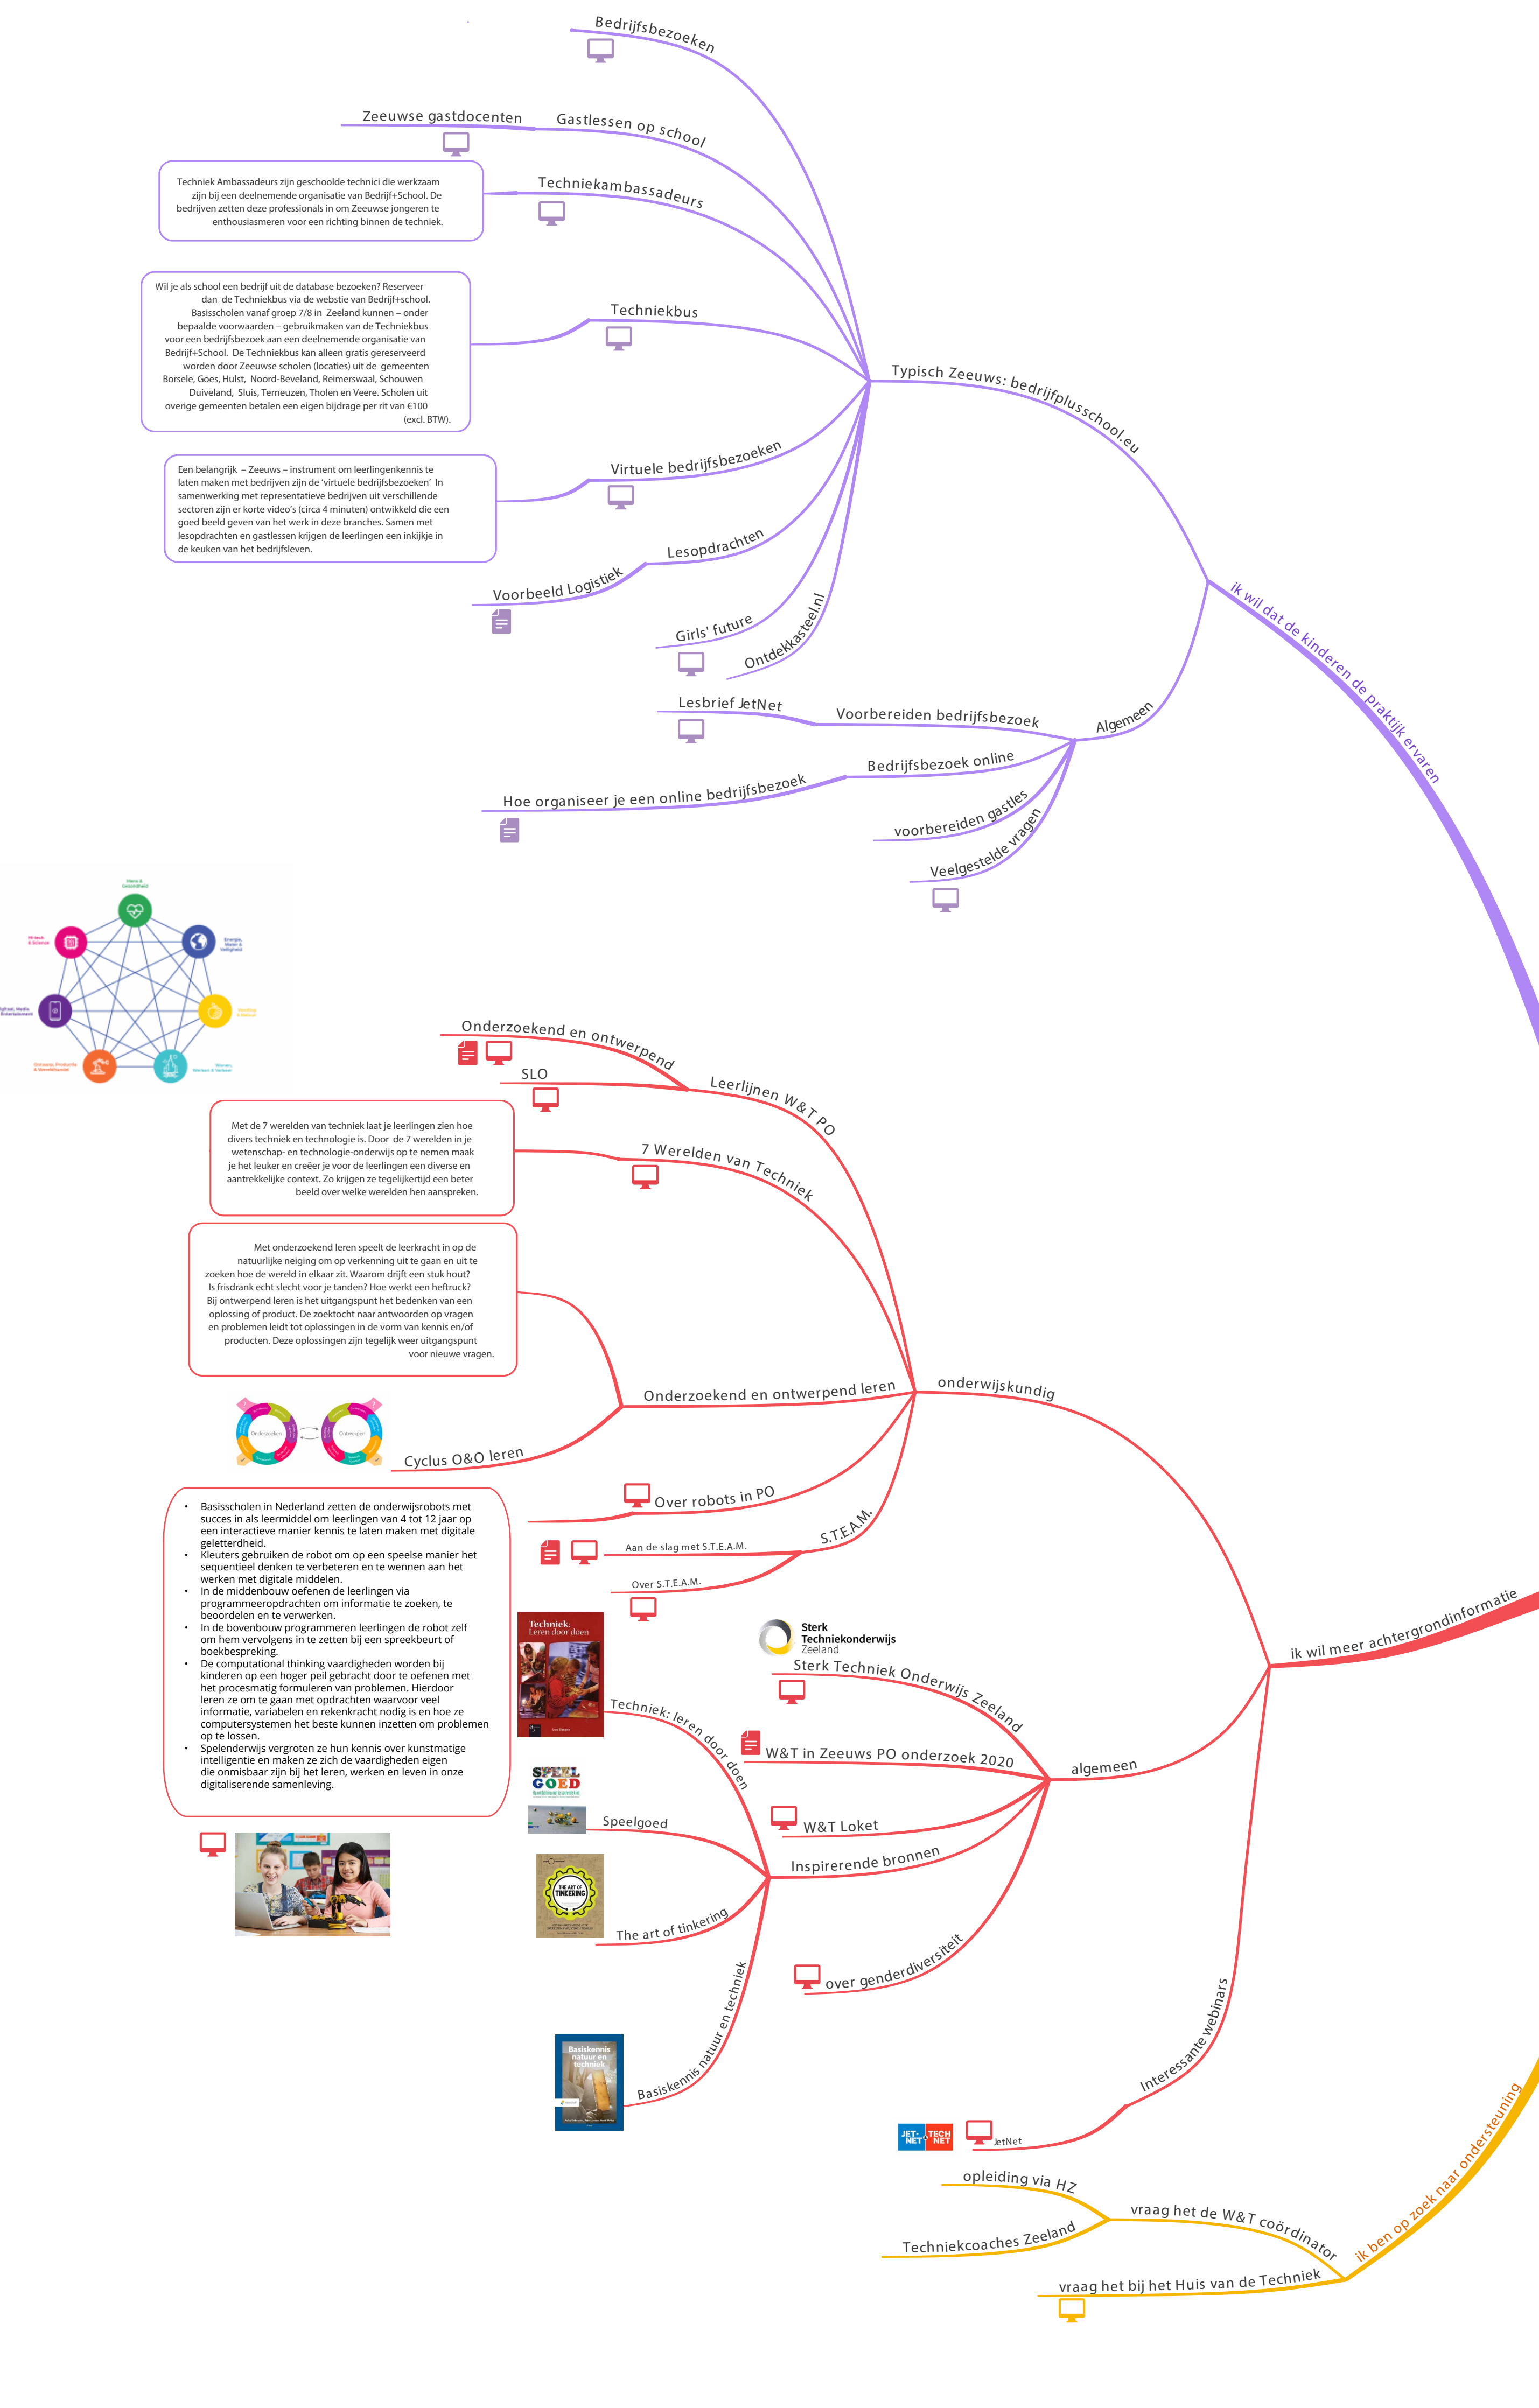 Bedrijfsbezoeken
Zeeuwse gastdocenten
Gastlessen op school
Techniekambassadeurs
Techniek Ambassadeurs zijn geschoolde technici die werkzaam
zijn bij een deelnemende organisatie van Bedrijf+School. De
bedrijven zetten deze professionals in om Zeeuwse jongeren te
enthousiasmeren voor een richting binnen de techniek.
Techniekbus
Wil je als school een bedrijf uit de database bezoeken? Reserveer
dan de Techniekbus via de webstie van Bedrijf+school.
Basisscholen vanaf groep 7/8 in Zeeland kunnen – onder
bepaalde voorwaarden – gebruikmaken van de Techniekbus
voor een bedrijfsbezoek aan een deelnemende organisatie van
Bedrijf+School. De Techniekbus kan alleen gratis gereserveerd
worden door Zeeuwse scholen (locaties) uit de gemeenten
Borsele, Goes, Hulst, Noord-Beveland, Reimerswaal, Schouwen
Duiveland, Sluis, Terneuzen, Tholen en Veere. Scholen uit
overige gemeenten betalen een eigen bijdrage per rit van €100
(excl. BTW).
Typisch Zeeuws: bedrijfplusschool.eu
Virtuele bedrijfsbezoeken
Een belangrijk – Zeeuws – instrument om leerlingenkennis te
laten maken met bedrijven zijn de ‘virtuele bedrijfsbezoeken’ In
samenwerking met representatieve bedrijven uit verschillende
sectoren zijn er korte video’s (circa 4 minuten) ontwikkeld die een
goed beeld geven van het werk in deze branches. Samen met
lesopdrachten en gastlessen krijgen de leerlingen een inkijkje in
de keuken van het bedrijfsleven.
Lesopdrachten
Voorbeeld Logistiek
Girls' future
Ontdekkasteel.nl
ik wil dat de kinderen de praktijk ervaren
Lesbrief JetNet
Voorbereiden bedrijfsbezoek
Algemeen
Bedrijfsbezoek online
Hoe organiseer je een online bedrijfsbezoek
voorbereiden gastles
Veelgestelde vragen
Mens &
Gezondheid
Hi-tech
& Science
Energie,
Water &
Veiligheid
Digitaal, Media
Entertainment
Voeding
& Natuur
Ontwerp, Productie
& Wereldhandel
Wonen,
Werken & Verkeer
Onderzoekend en ontwerpend
SLO
Leerlijnen W&T PO
7 Werelden van Techniek
Met de 7 werelden van techniek laat je leerlingen zien hoe
divers techniek en technologie is. Door de 7 werelden in je
wetenschap- en technologie-onderwijs op te nemen maak
je het leuker en creëer je voor de leerlingen een diverse en
aantrekkelijke context. Zo krijgen ze tegelijkertijd een beter
beeld over welke werelden hen aanspreken.
Met onderzoekend leren speelt de leerkracht in op de
natuurlijke neiging om op verkenning uit te gaan en uit te
zoeken hoe de wereld in elkaar zit. Waarom drijft een stuk hout?
Is frisdrank echt slecht voor je tanden? Hoe werkt een heftruck?
Bij ontwerpend leren is het uitgangspunt het bedenken van een
oplossing of product. De zoektocht naar antwoorden op vragen
en problemen leidt tot oplossingen in de vorm van kennis en/of
producten. Deze oplossingen zijn tegelijk weer uitgangspunt
voor nieuwe vragen.
Onderzoekend en ontwerpend leren
onderwijskundig
Onderzoeken
Ontwerpen
Cyclus O&O leren
Over robots in PO
S.T.E.A.M.
Aan de slag met S.T.E.A.M.
Over S.T.E.A.M.
• Basisscholen in Nederland zetten de onderwijsrobots met
succes in als leermiddel om leerlingen van 4 tot 12 jaar op
een interactieve manier kennis te laten maken met digitale
geletterdheid.
• Kleuters gebruiken de robot om op een speelse manier het
sequentieel denken te verbeteren en te wennen aan het
werken met digitale middelen.
• In de middenbouw oefenen de leerlingen via
programmeeropdrachten om informatie te zoeken, te
beoordelen en te verwerken.
• In de bovenbouw programmeren leerlingen de robot zelf
om hem vervolgens in te zetten bij een spreekbeurt of
boekbespreking.
• De computational thinking vaardigheden worden bij
kinderen op een hoger peil gebracht door te oefenen met
het procesmatig formuleren van problemen. Hierdoor
leren ze om te gaan met opdrachten waarvoor veel
informatie, variabelen en rekenkracht nodig is en hoe ze
computersystemen het beste kunnen inzetten om problemen
op te lossen.
• Spelenderwijs vergroten ze hun kennis over kunstmatige
intelligentie en maken ze zich de vaardigheden eigen
die onmisbaar zijn bij het leren, werken en leven in onze
digitaliserende samenleving.
ik wil meer achtergrondinformatie
Sterk
Techniekonderwijs
Zeeland
Sterk Techniek Onderwijs Zeeland
W&T in Zeeuws PO onderzoek 2020
algemeen
W&T Loket
Inspirerende bronnen
over genderdiversiteit
Techniek:
Leren door doen
Techniek: leren door doen
SPEEL
GOED
Speelgoed
THE ART OF
TINKERING
The art of tinkering
Basiskennis
natuur en
techniek
Basiskennis natuur en techniek
Interessante webinars
JET-
NET
&
TECH
NET
JetNet
ik ben op zoek naar ondersteuning
opleiding via HZ
vraag het de W&T coördinator
Techniekcoaches Zeeland
vraag het bij het Huis van de Techniek